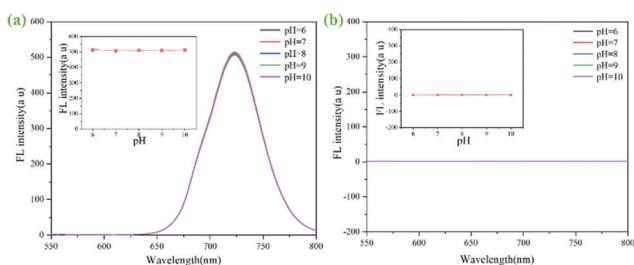 (a)
FL intensity(a u)
600
500
400
300
200
100
0
550 600 650 700 750 800
Wavelength(nm)
pH=6
pH=7
pH=8
pH=9
pH=10
FL intensity(a u)
600
500
400
300
200
100
0
6 7 8 9 10
pH
(b)
FL intensity(a u)
400
300
200
100
0
-100
-200
550 600 650 700 750 800
Wavelength(nm)
pH=6
pH=7
pH=8
pH=9
pH=10
FL intensity(a u)
400
300
200
100
0
-100
-200
6 7 8 9 10
pH